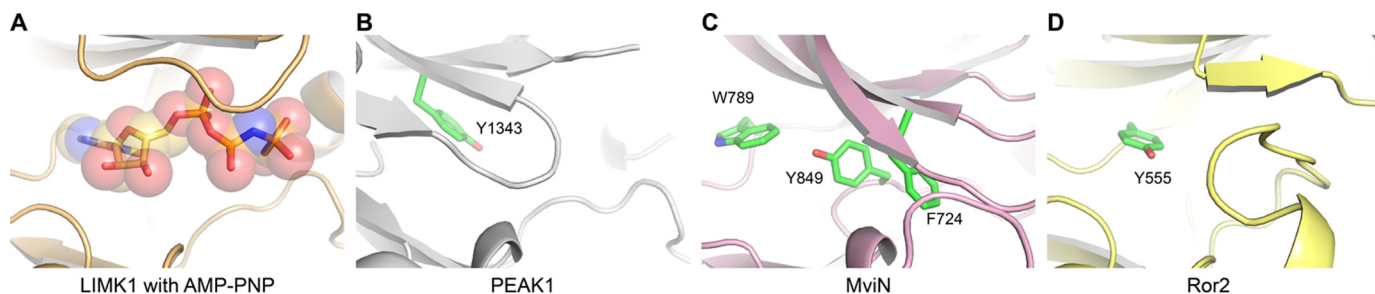 A
B
C
D
W789
Y1343
Y849
F724
Y555
LIMK1 with AMP-PNP
PEAK1
MviN
Ror2